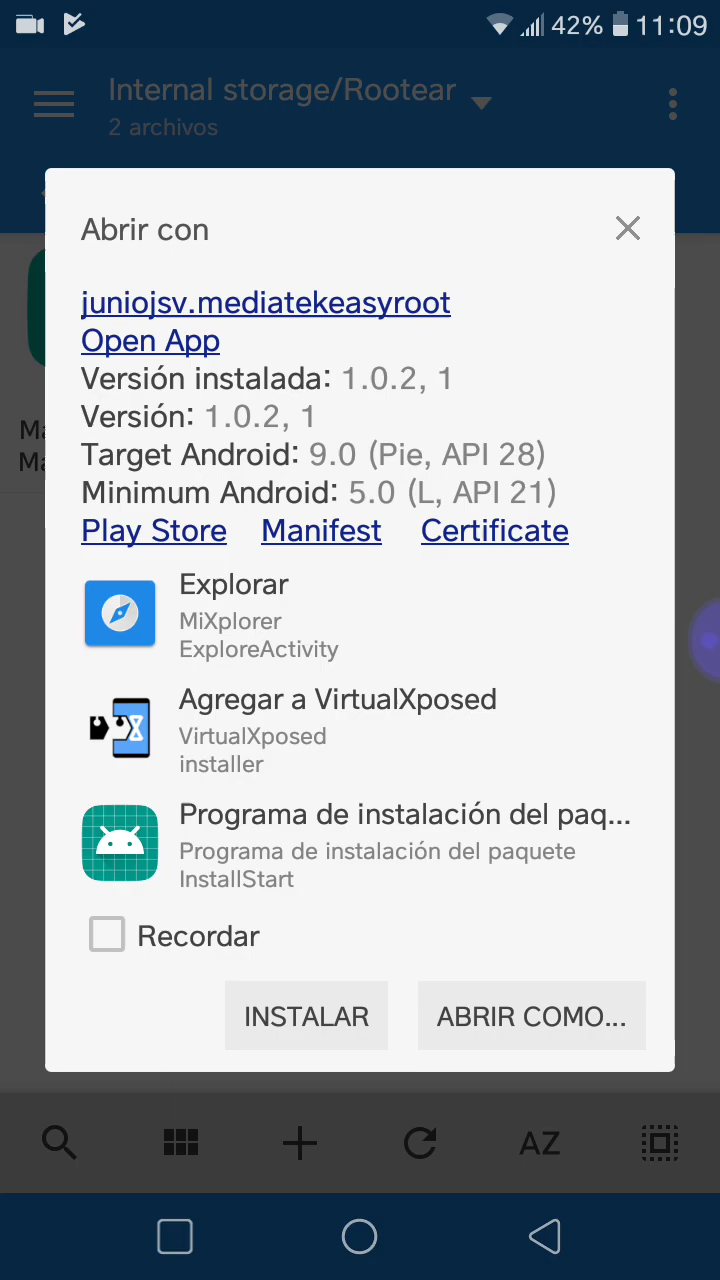 42% 11:09
Internal storage/Rootear
2 archivos
Abrir con
juniojsv.mediatekeasyroot
Open App
Versión instalada: 1.0.2, 1
Versión: 1.0.2, 1
Target Android: 9.0 (Pie, API 28)
Minimum Android: 5.0 (L, API 21)
Play Store Manifest Certificate
Explorar
MiXplorer
ExploreActivity
Agregar a VirtualXposed
VirtualXposed
installer
Programa de instalación del paq...
Programa de instalación del paquete
InstallStart
Recordar
INSTALAR ABRIR COMO...
AZ